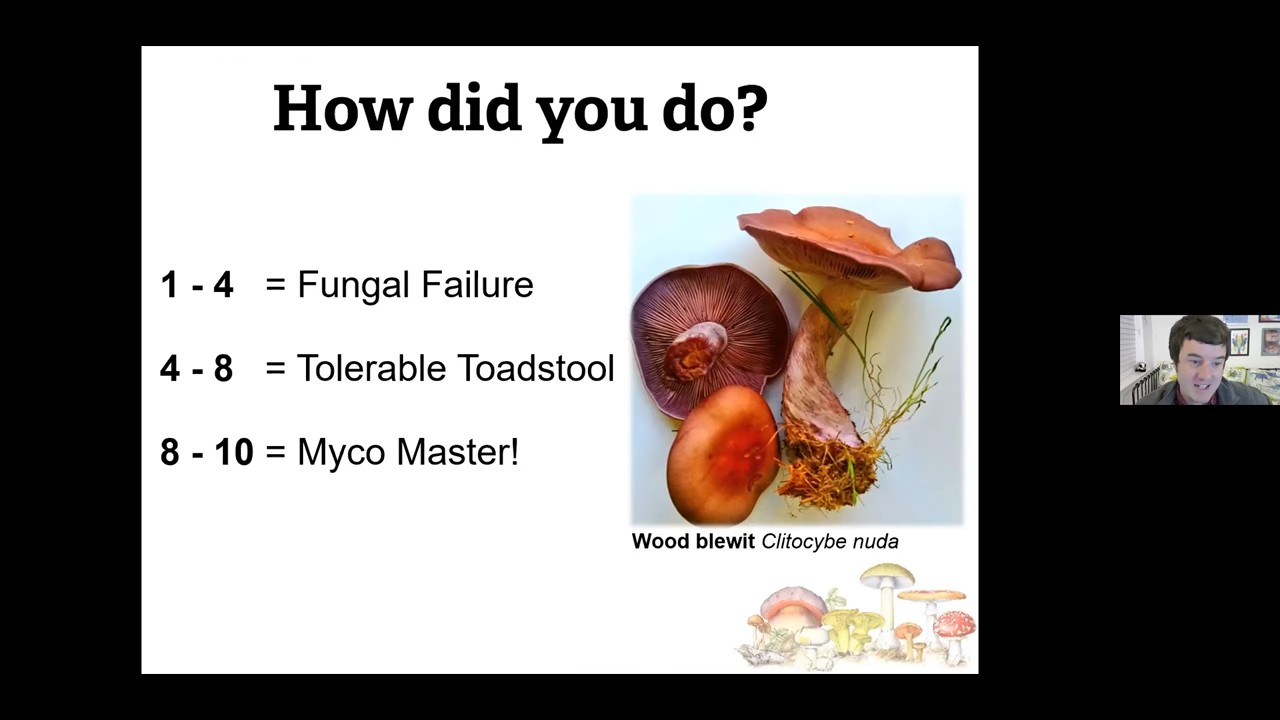 How did you do?
1 - 4 = Fungal Failure
4 - 8 = Tolerable Toadstool
8 - 10 = Myco Master!
Wood blewit Clitocybe nuda